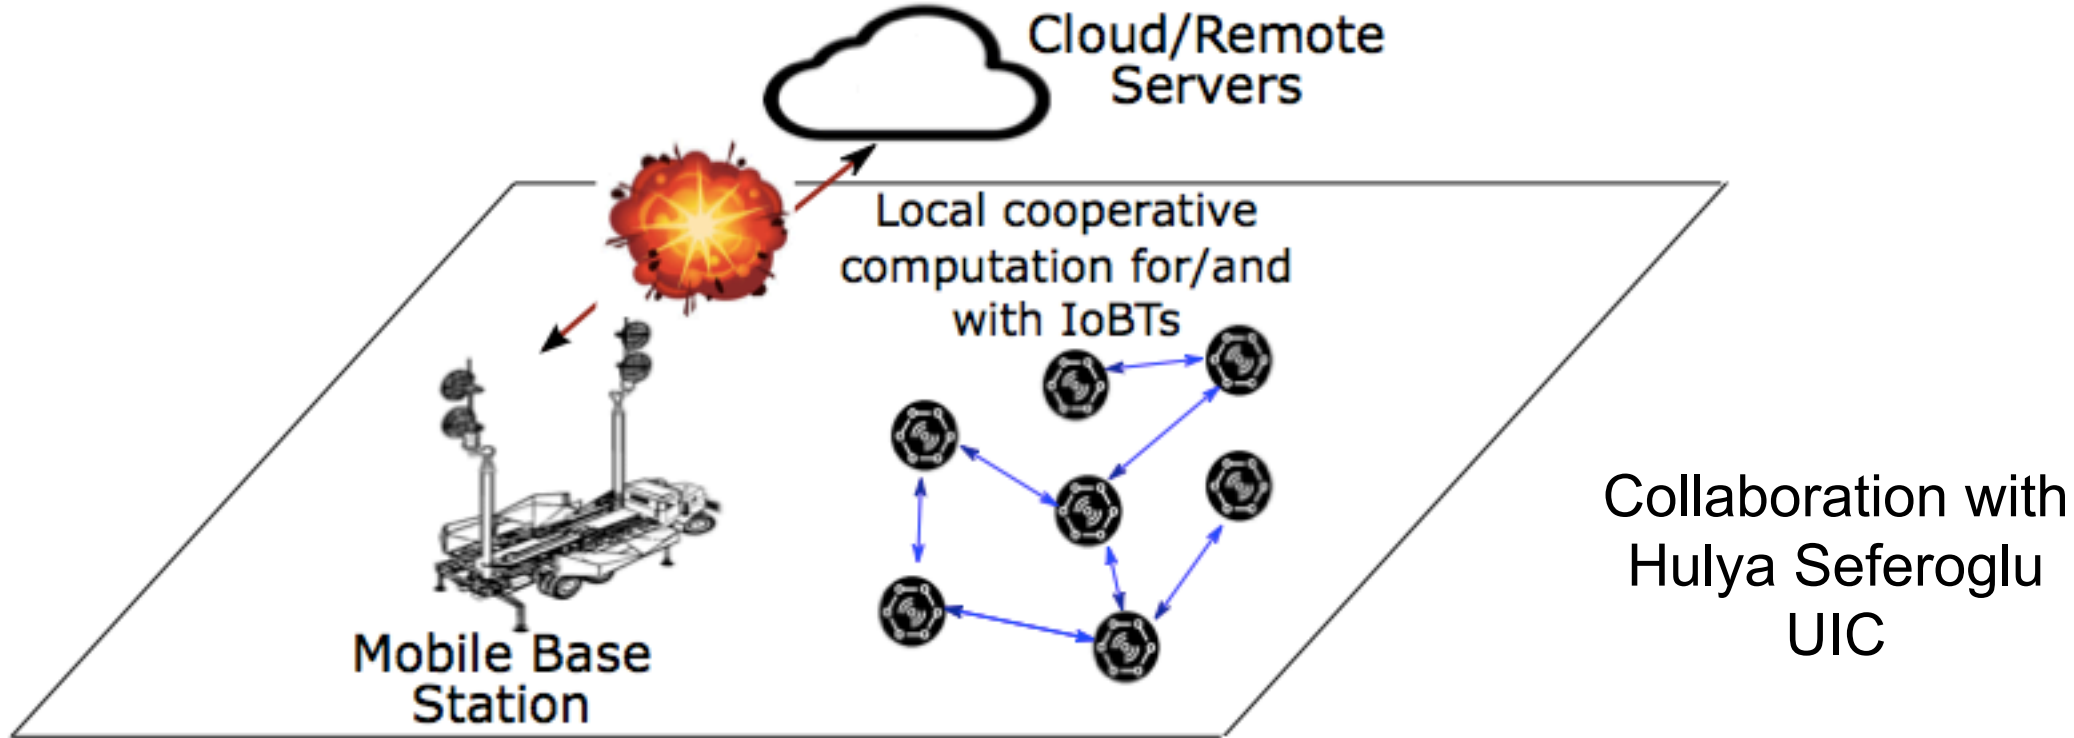 Cloud/Remote
Servers
Local cooperative
computation for/and
with IoBTs
Mobile Base
Station
Collaboration with
Hulya Seferoglu
UIC